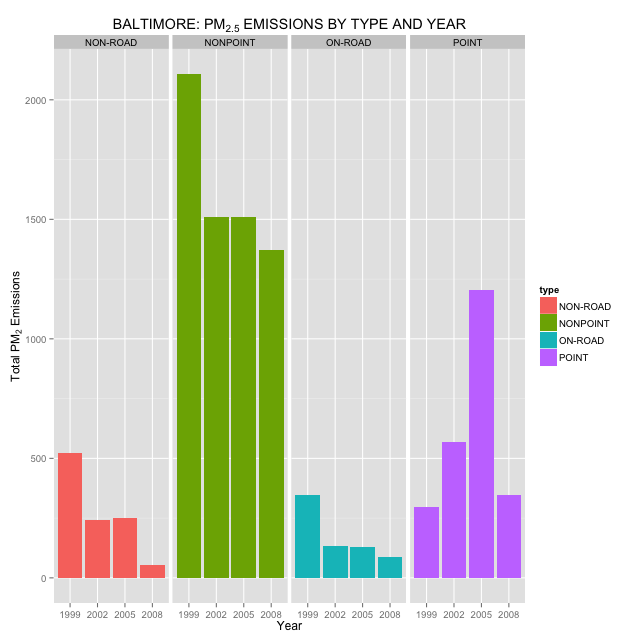 BALTIMORE: PM2.5 EMISSIONS BY TYPE AND YEAR
NON-ROAD NONPOINT ON-ROAD POINT
Total PM2 Emissions
2000
1500
1000
500
0
1999 2002 2005 2008 1999 2002 2005 2008 1999 2002 2005 2008 1999 2002 2005 2008
Year
type
NON-ROAD
NONPOINT
ON-ROAD
POINT